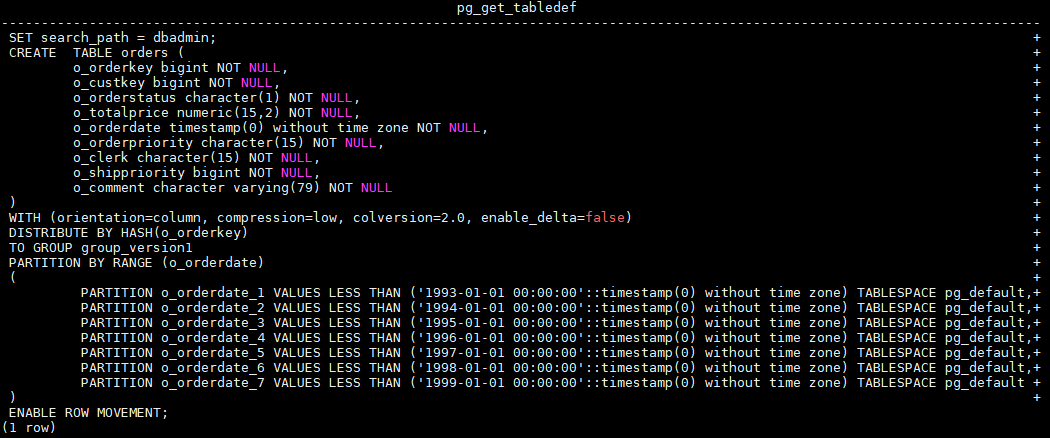 pg_get_tabledef
--------------------------------------------------------------------------------------------------------------------------------
SET search_path = dbadmin; +
CREATE  TABLE orders ( +
o_orderkey bigint NOT NULL, +
o_custkey bigint NOT NULL, +
o_orderstatus character(1) NOT NULL, +
o_totalprice numeric(15,2) NOT NULL, +
o_orderdate timestamp(0) without time zone NOT NULL, +
o_orderpriority character(15) NOT NULL, +
o_clerk character(15) NOT NULL, +
o_shippriority bigint NOT NULL, +
o_comment character varying(79) NOT NULL +
) +
WITH (orientation=column, compression=low, colversion=2.0, enable_delta=false) +
DISTRIBUTE BY HASH(o_orderkey) +
TO GROUP group_version1 +
PARTITION BY RANGE (o_orderdate) +
( +
PARTITION o_orderdate_1 VALUES LESS THAN ('1993-01-01 00:00:00'::timestamp(0) without time zone) TABLESPACE pg_default,+
PARTITION o_orderdate_2 VALUES LESS THAN ('1994-01-01 00:00:00'::timestamp(0) without time zone) TABLESPACE pg_default,+
PARTITION o_orderdate_3 VALUES LESS THAN ('1995-01-01 00:00:00'::timestamp(0) without time zone) TABLESPACE pg_default,+
PARTITION o_orderdate_4 VALUES LESS THAN ('1996-01-01 00:00:00'::timestamp(0) without time zone) TABLESPACE pg_default,+
PARTITION o_orderdate_5 VALUES LESS THAN ('1997-01-01 00:00:00'::timestamp(0) without time zone) TABLESPACE pg_default,+
PARTITION o_orderdate_6 VALUES LESS THAN ('1998-01-01 00:00:00'::timestamp(0) without time zone) TABLESPACE pg_default,+
PARTITION o_orderdate_7 VALUES LESS THAN ('1999-01-01 00:00:00'::timestamp(0) without time zone) TABLESPACE pg_default +
) +
ENABLE ROW MOVEMENT;
(1 row)